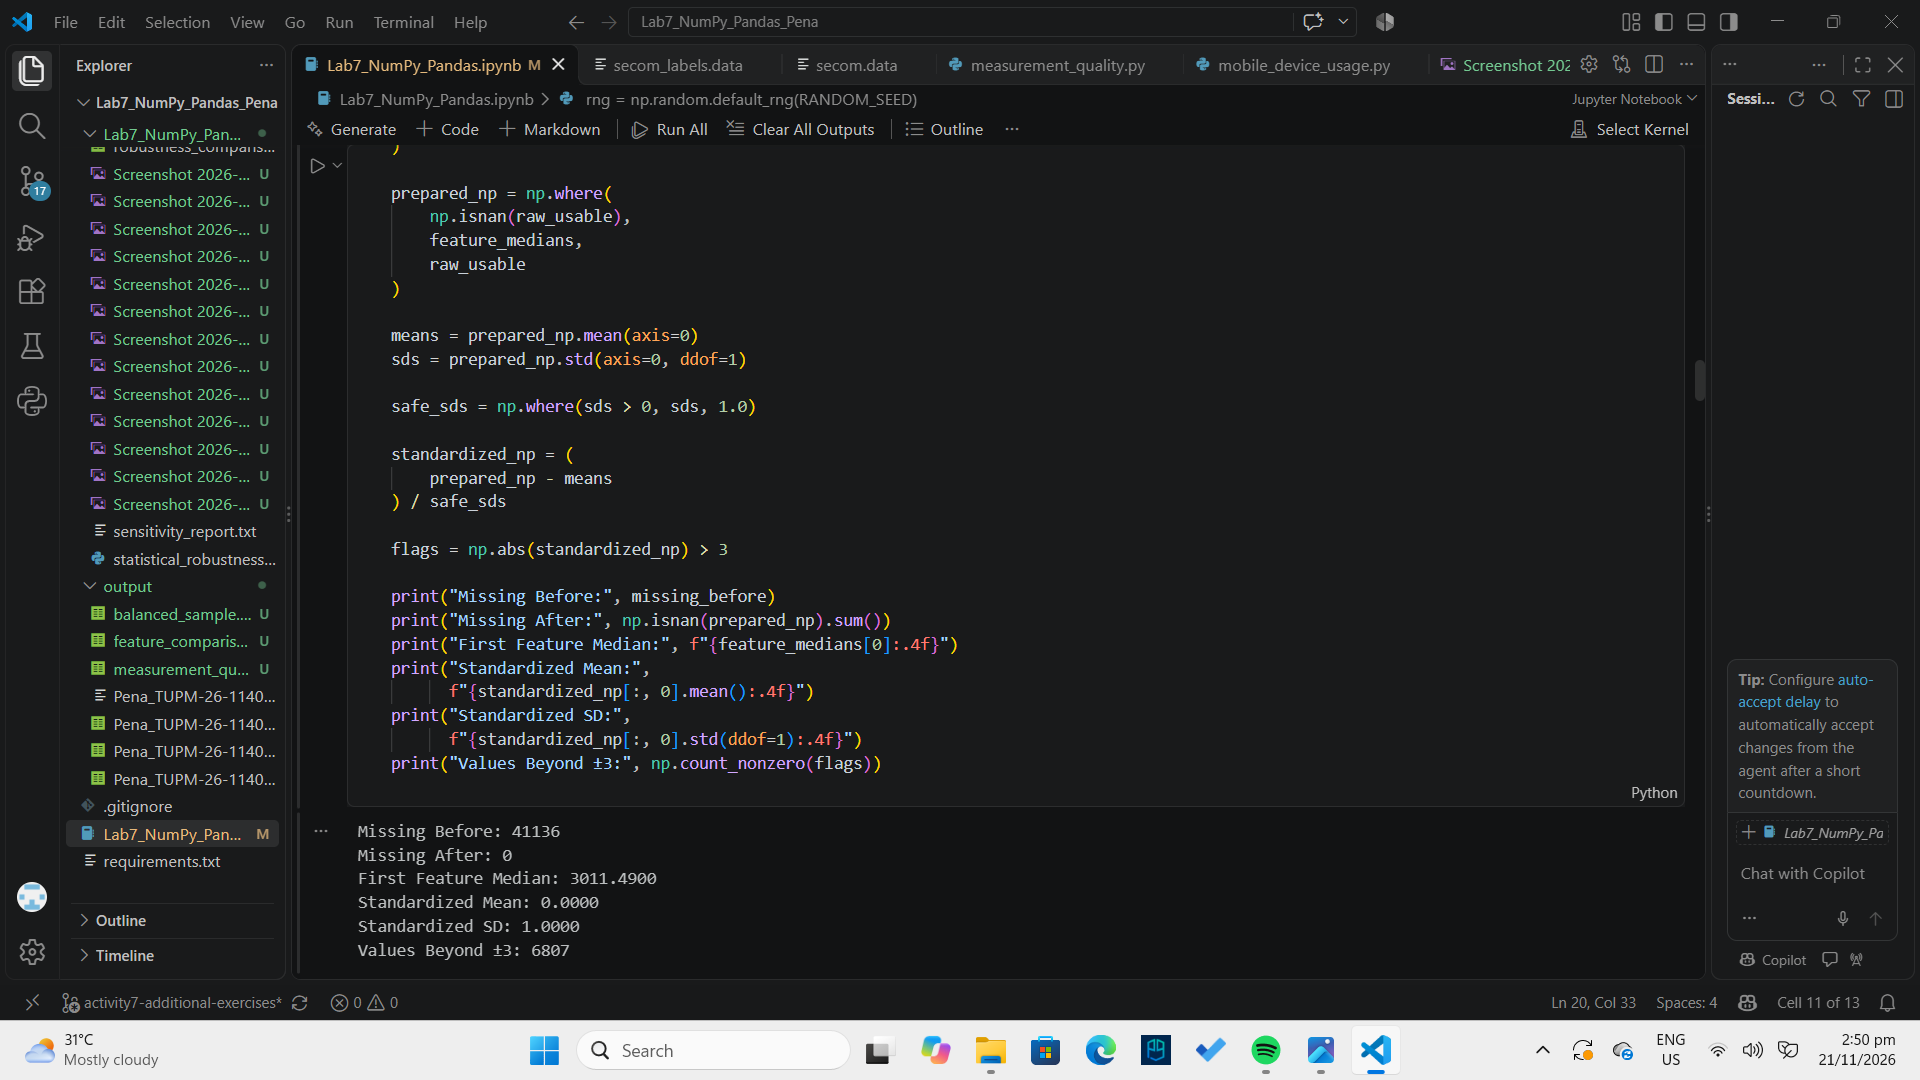 File Edit Selection View Go Run Terminal Help
Lab7_NumPy_Pandas_Pena
Explorer
Lab7_NumPy_Pandas_Pena
Lab7_NumPy_Pan...
robustness_comparis...
Screenshot 2026-... U
Screenshot 2026-... U
Screenshot 2026-... U
Screenshot 2026-... U
Screenshot 2026-... U
Screenshot 2026-... U
Screenshot 2026-... U
Screenshot 2026-... U
Screenshot 2026-... U
Screenshot 2026-... U
Screenshot 2026-... U
Screenshot 2026-... U
Screenshot 2026-... U
sensitivity_report.txt
statistical_robustness...
output
balanced_sample.... U
feature_comparis... U
measurement_qu... U
Pena_TUPM-26-1140...
Pena_TUPM-26-1140...
Pena_TUPM-26-1140...
Pena_TUPM-26-1140...
.gitignore
Lab7_NumPy_Pan... M
requirements.txt
Outline
Timeline
17
Lab7_NumPy_Pandas.ipynb M
secom_labels.data
secom.data
measurement_quality.py
mobile_device_usage.py
Screenshot 202
Lab7_NumPy_Pandas.ipynb > rng = np.random.default_rng(RANDOM_SEED)
Jupyter Notebook
Generate + Code + Markdown Run All Clear All Outputs Outline ...
Select Kernel
)
prepared_np = np.where(
np.isnan(raw_usable),
feature_medians,
raw_usable
)
means = prepared_np.mean(axis=0)
sds = prepared_np.std(axis=0, ddof=1)
safe_sds = np.where(sds > 0, sds, 1.0)
standardized_np = (
prepared_np - means
) / safe_sds
flags = np.abs(standardized_np) > 3
print("Missing Before:", missing_before)
print("Missing After:", np.isnan(prepared_np).sum())
print("First Feature Median:", f"{feature_medians[0]:.4f}")
print("Standardized Mean:",
f"{standardized_np[:, 0].mean():.4f}")
print("Standardized SD:",
f"{standardized_np[:, 0].std(ddof=1):.4f}")
print("Values Beyond ±3:", np.count_nonzero(flags))
Python
Missing Before: 41136
Missing After: 0
First Feature Median: 3011.4900
Standardized Mean: 0.0000
Standardized SD: 1.0000
Values Beyond ±3: 6807
Sessi...
Tip: Configure auto-
accept delay to
automatically accept
changes from the
agent after a short
countdown.
+ Lab7_NumPy_Pa
Chat with Copilot
Copilot
activity7-additional-exercises* 0 0
Ln 20, Col 33 Spaces: 4 Cell 11 of 13
31°C
Mostly cloudy
Search
ENG
US
2:50 pm
21/11/2026